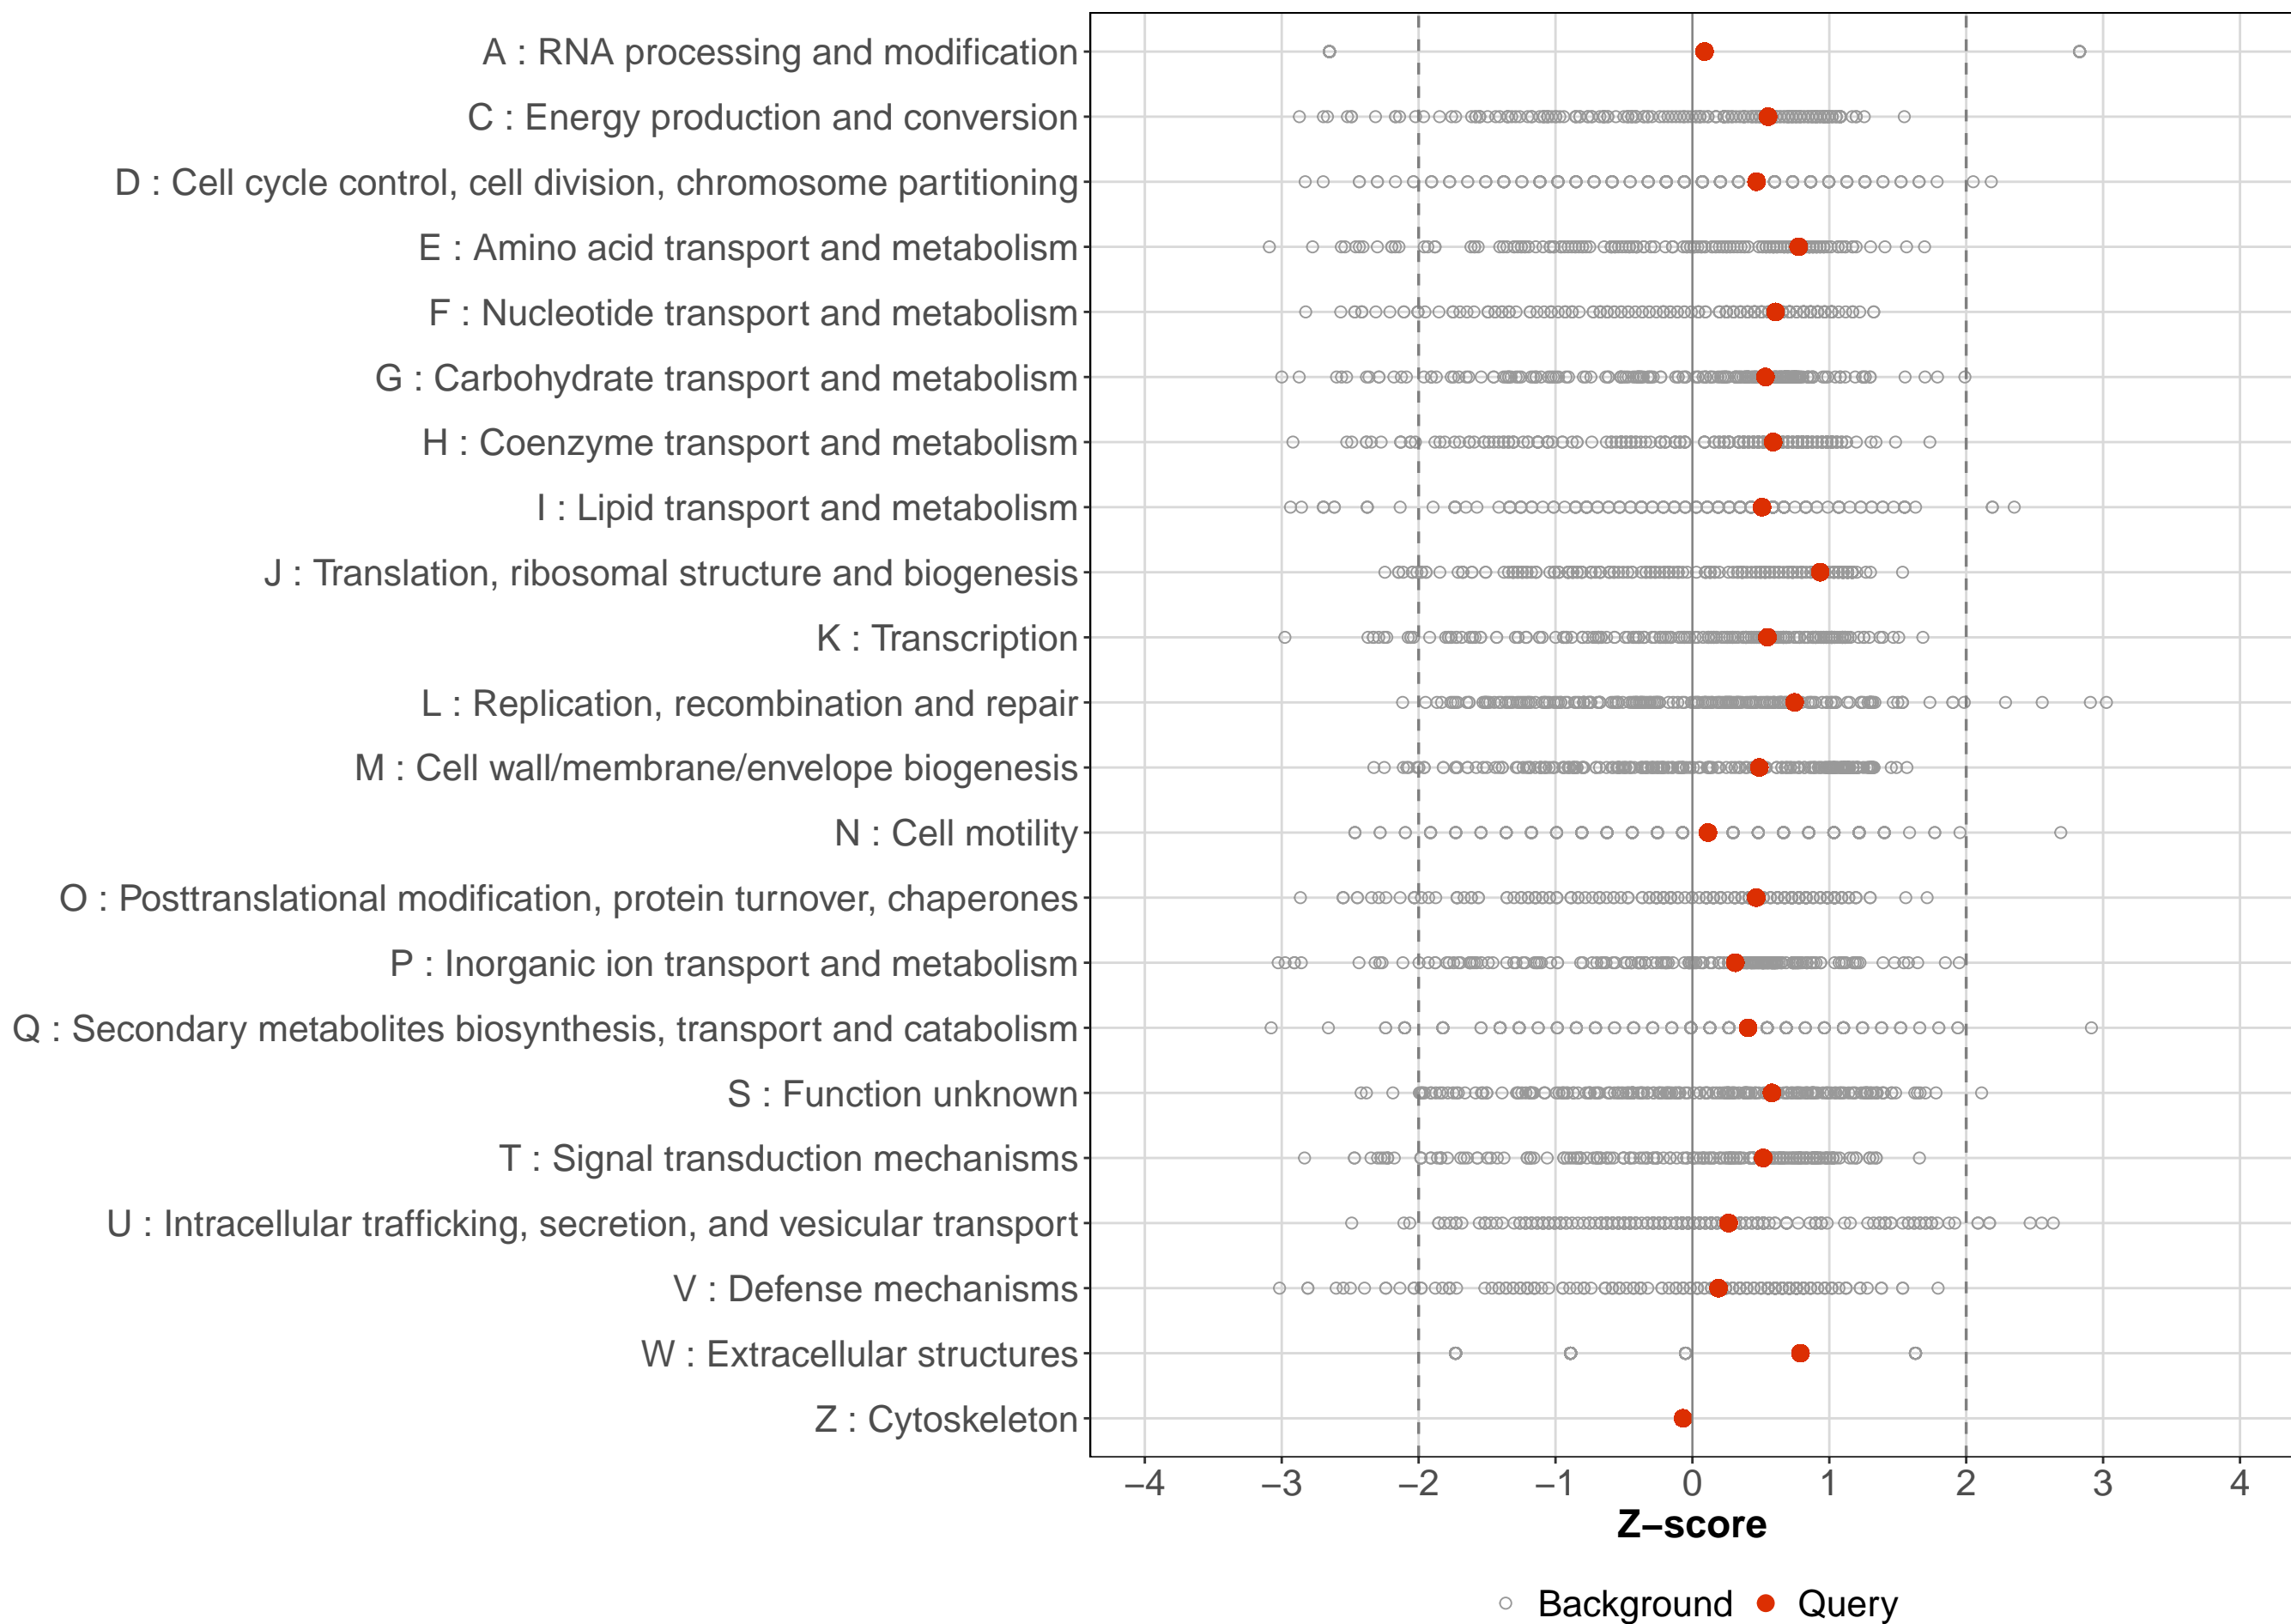 A : RNA processing and modification
C : Energy production and conversion
D : Cell cycle control, cell division, chromosome partitioning
E : Amino acid transport and metabolism
F : Nucleotide transport and metabolism
G : Carbohydrate transport and metabolism
H : Coenzyme transport and metabolism
I : Lipid transport and metabolism
J : Translation, ribosomal structure and biogenesis
K : Transcription
L : Replication, recombination and repair
M : Cell wall/membrane/envelope biogenesis
N : Cell motility
O : Posttranslational modification, protein turnover, chaperones
P : Inorganic ion transport and metabolism
Q : Secondary metabolites biosynthesis, transport and catabolism
S : Function unknown
T : Signal transduction mechanisms
U : Intracellular trafficking, secretion, and vesicular transport
V : Defense mechanisms
W : Extracellular structures
Z : Cytoskeleton
−4 −3 −2 −1 0 1 2 3 4
Z−score
Background Query